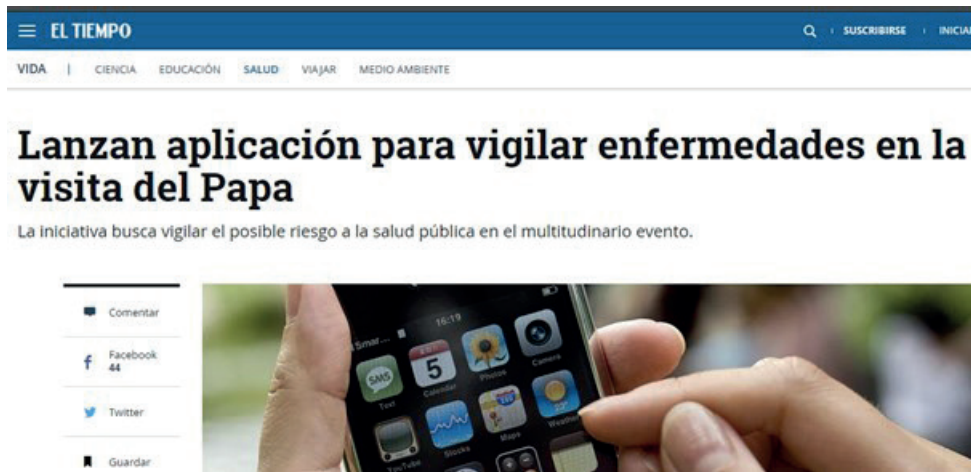 EL TIEMPO
SUSCRIBIRSE
VIDA | CIENCIA EDUCACIÓN SALUD VIAJAR MEDIO AMBIENTE
Lanzan aplicación para vigilar enfermedades en la
visita del Papa
La iniciativa busca vigilar el posible riesgo a la salud pública en el multitudinario evento.
Comentar
Facebook
44
Twitter
Guardar
16:19
SMS
Text
5
Calendar
Photos
Camera
YouTube
Stocks
Maps
Weather